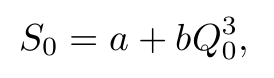 $S_0 = a + bQ_0^3,$